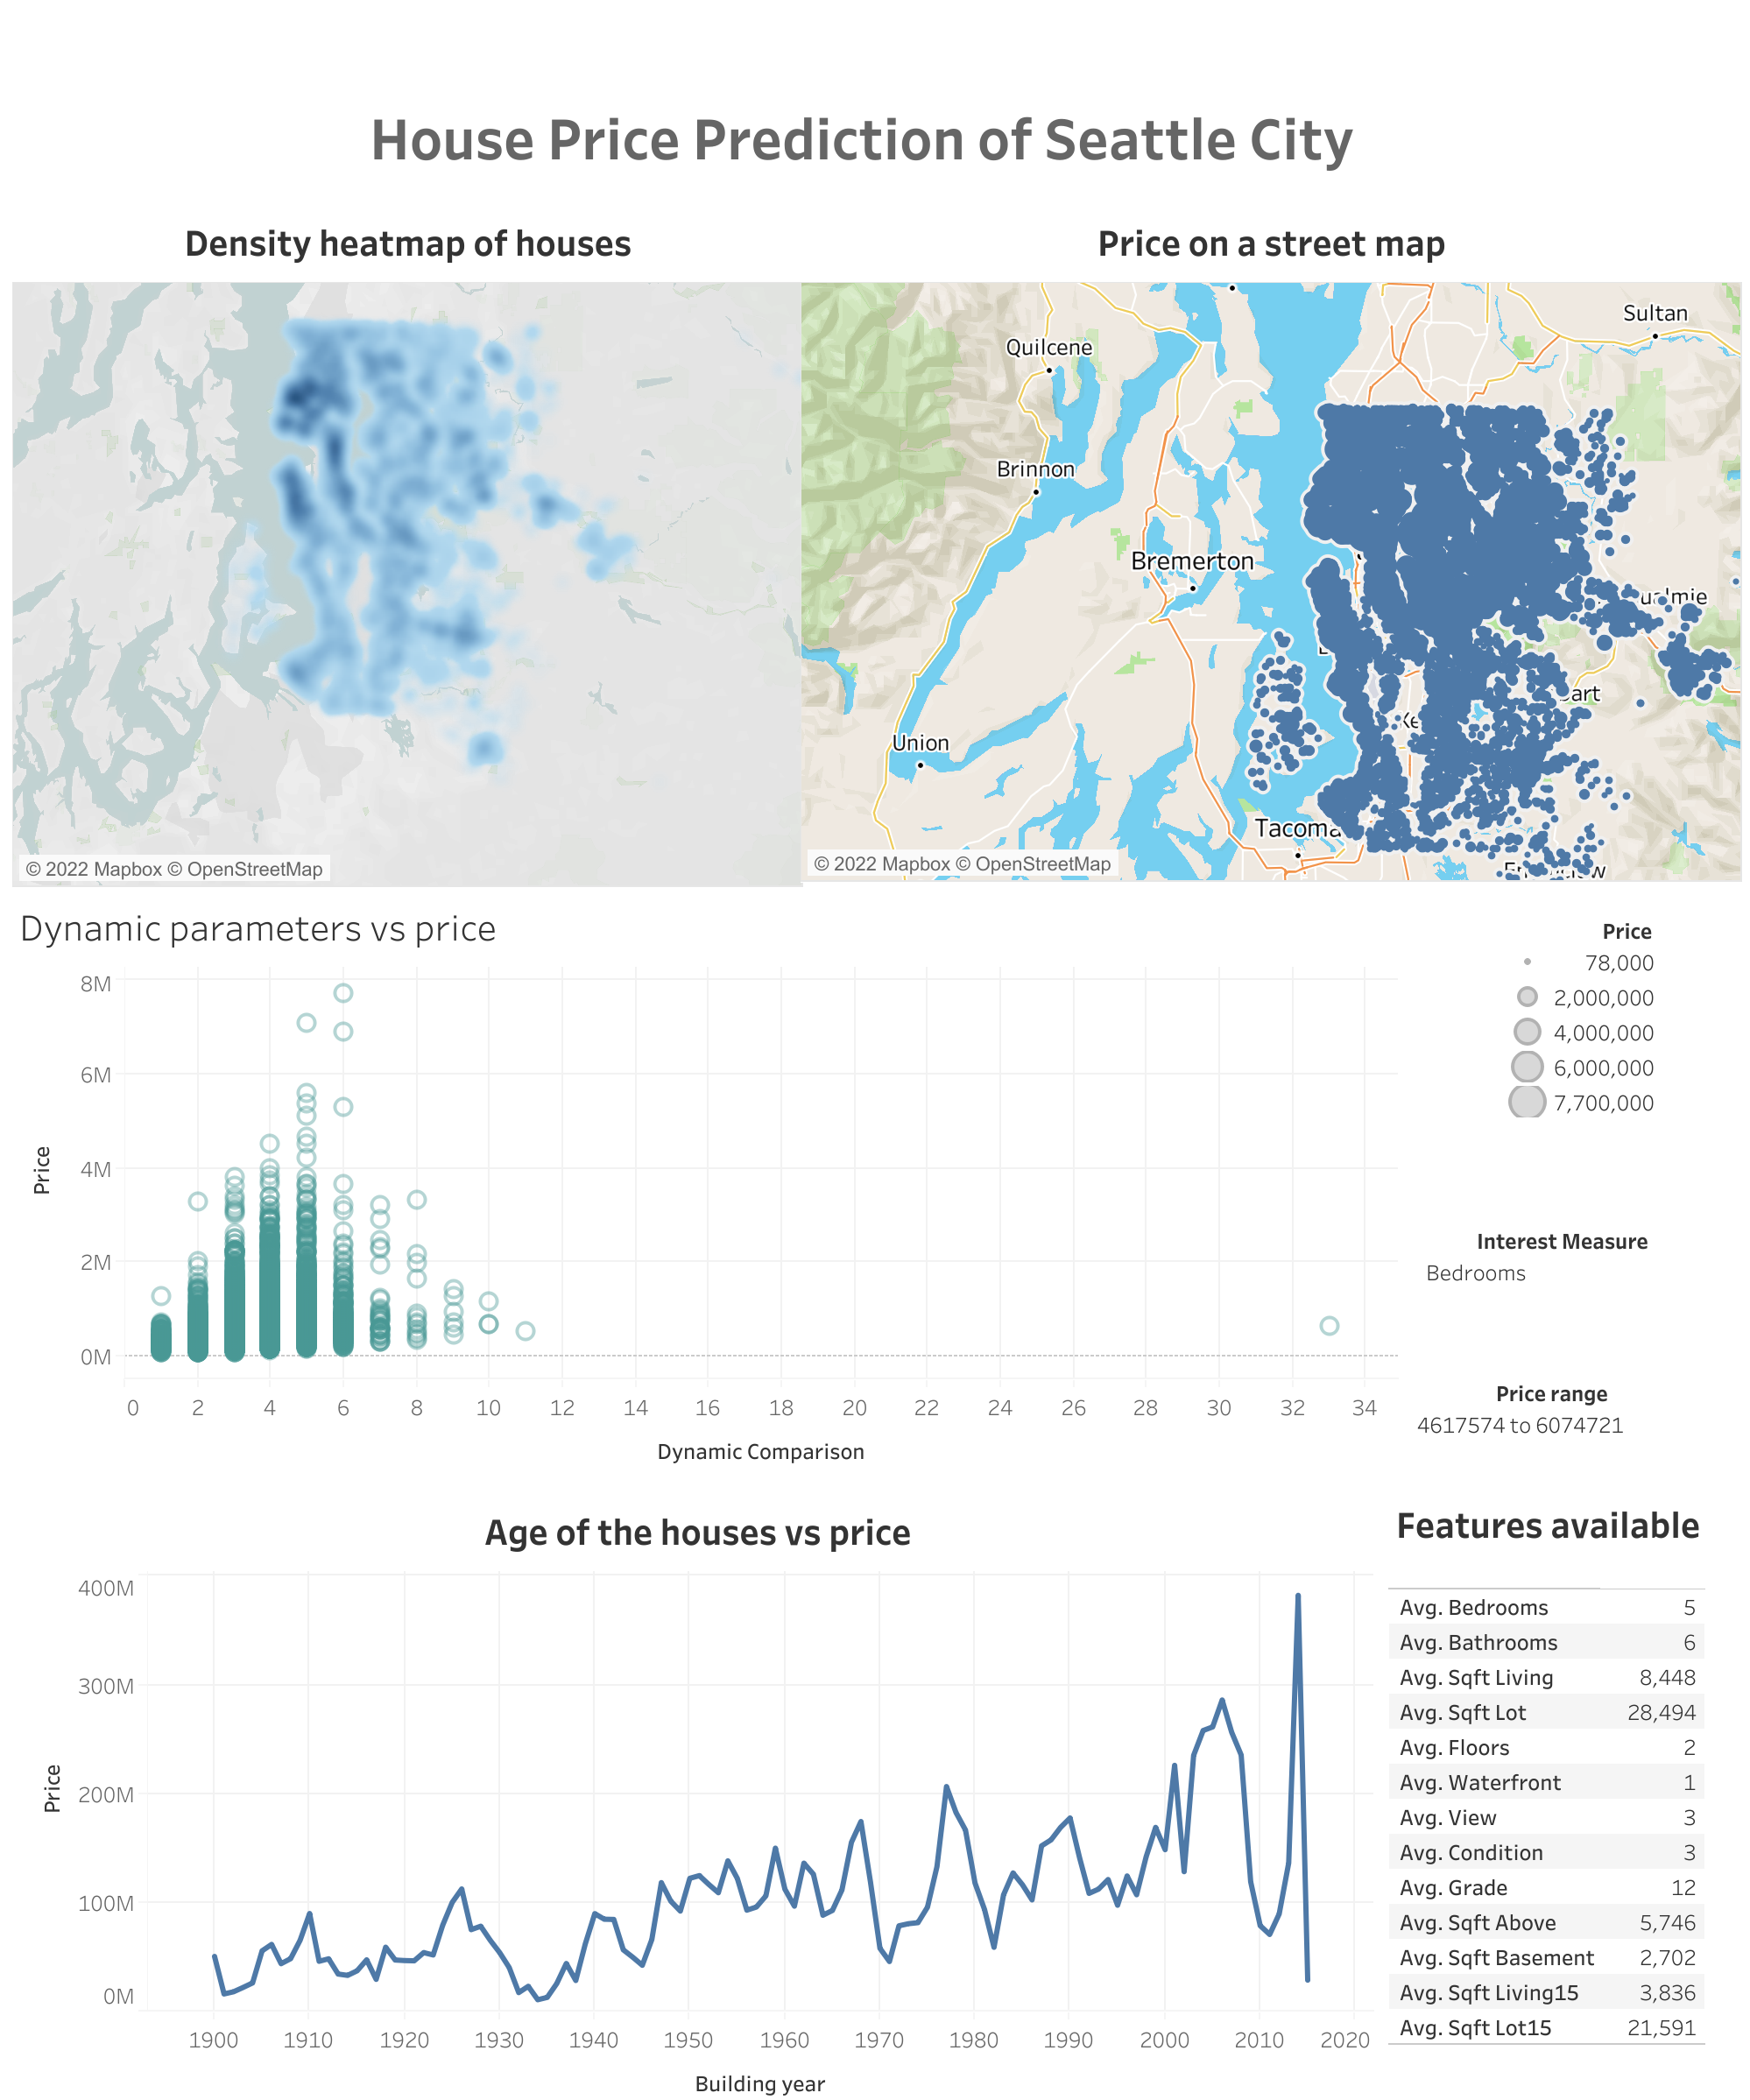 House Price Prediction of Seattle City
Density heatmap of houses
Price on a street map
© 2022 Mapbox © OpenStreetMap
Sultan
Quilcene
Brinnon
Bremerton
Union
Tacoma
© 2022 Mapbox © OpenStreetMap
Dynamic parameters vs price
Price
8M
6M
4M
2M
0M
0 2 4 6 8 10 12 14 16 18 20 22 24 26 28 30 32 34
Dynamic Comparison
Price
78,000
2,000,000
4,000,000
6,000,000
7,700,000
Interest Measure
Bedrooms
Price range
4617574 to 6074721
Age of the houses vs price
Price
400M
300M
200M
100M
0M
1900 1910 1920 1930 1940 1950 1960 1970 1980 1990 2000 2010 2020
Building year
Features available
Avg. Bedrooms 5
Avg. Bathrooms 6
Avg. Sqft Living 8,448
Avg. Sqft Lot 28,494
Avg. Floors 2
Avg. Waterfront 1
Avg. View 3
Avg. Condition 3
Avg. Grade 12
Avg. Sqft Above 5,746
Avg. Sqft Basement 2,702
Avg. Sqft Living15 3,836
Avg. Sqft Lot15 21,591